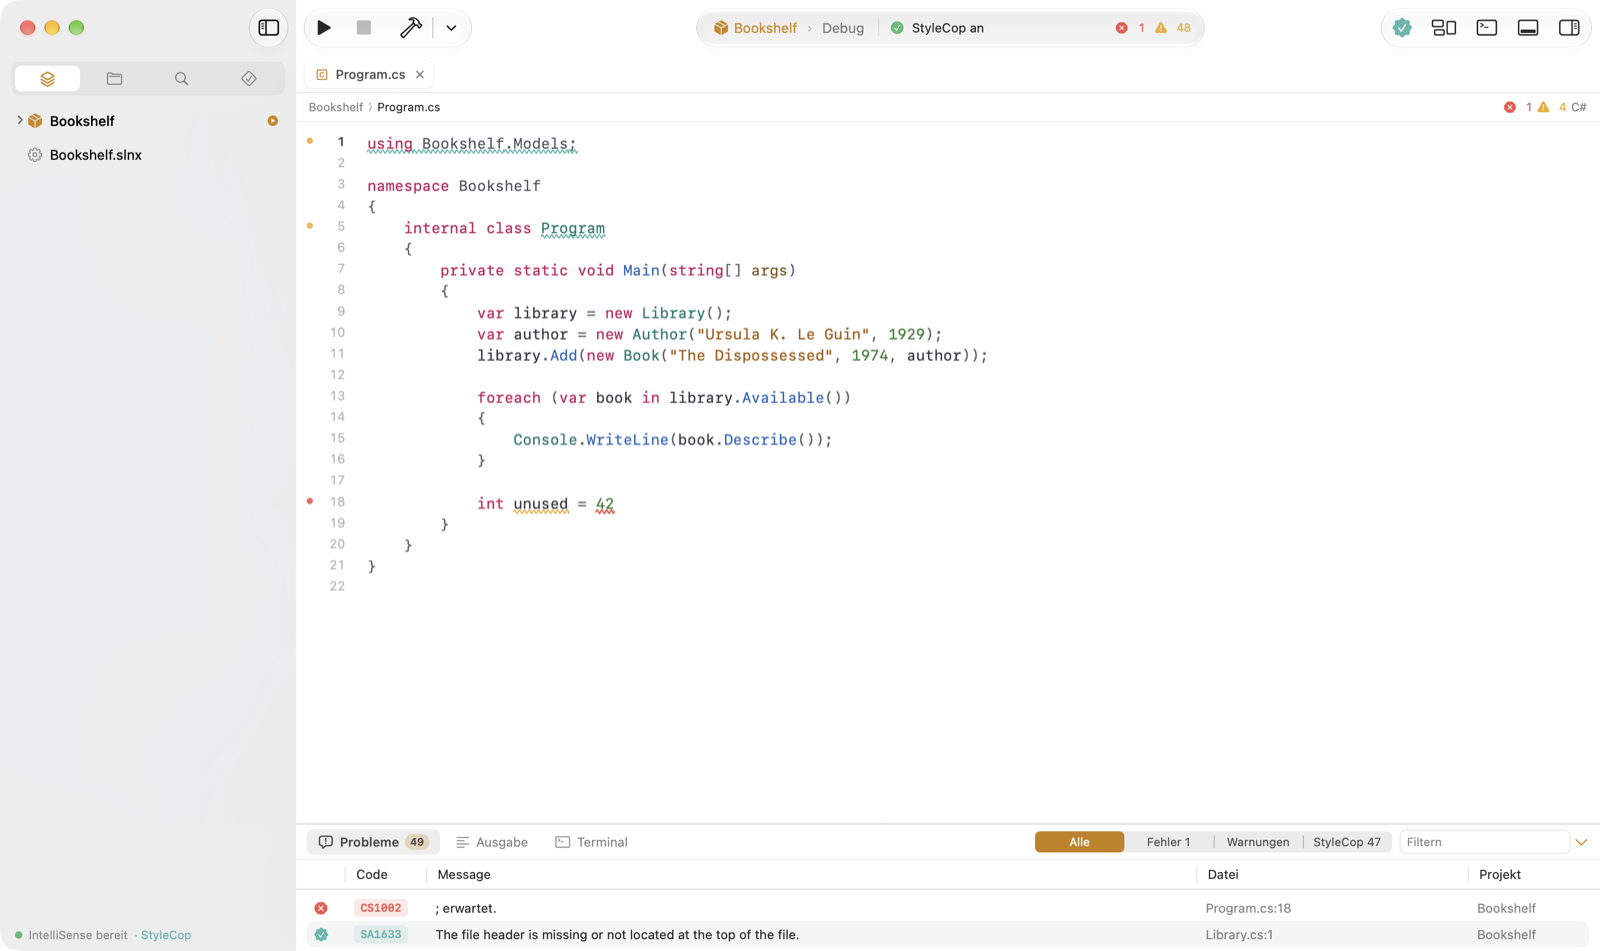 Bookshelf › Debug StyleCop an 1 48
Program.cs
Bookshelf 〉 Program.cs 1 4 C#
Bookshelf
Bookshelf.slnx
1 using Bookshelf.Models;
2
3 namespace Bookshelf
4 {
5 internal class Program
6 {
7 private static void Main(string[] args)
8 {
9 var library = new Library();
10 var author = new Author("Ursula K. Le Guin", 1929);
11 library.Add(new Book("The Dispossessed", 1974, author));
12
13 foreach (var book in library.Available())
14 {
15 Console.WriteLine(book.Describe());
16 }
17
18 int unused = 42
19 }
20 }
21 }
22
Probleme 49 Ausgabe Terminal Alle Fehler 1 Warnungen StyleCop 47 Filtern
Code Message Datei Projekt
CS1002 ; erwartet. Program.cs:18 Bookshelf
SA1633 The file header is missing or not located at the top of the file. Library.cs:1 Bookshelf
IntelliSense bereit · StyleCop